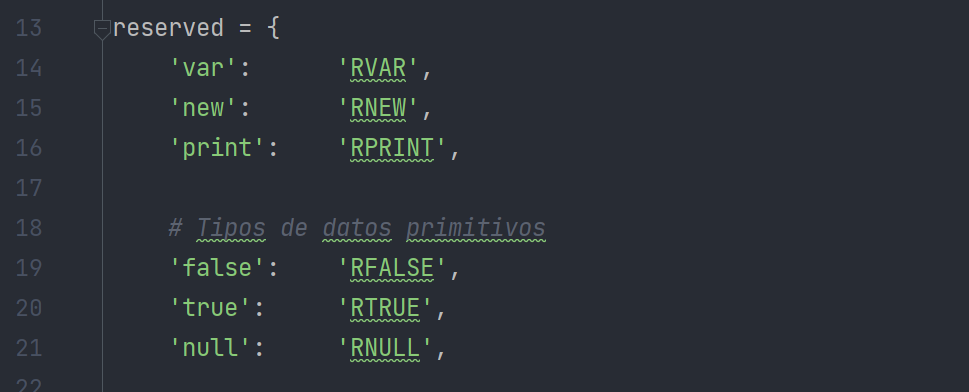 13 reserved = {
14 'var': 'RVAR',
15 'new': 'RNEW',
16 'print': 'RPRINT',
17
18 # Tipos de datos primitivos
19 'false': 'RFALSE',
20 'true': 'RTRUE',
21 'null': 'RNULL',
22